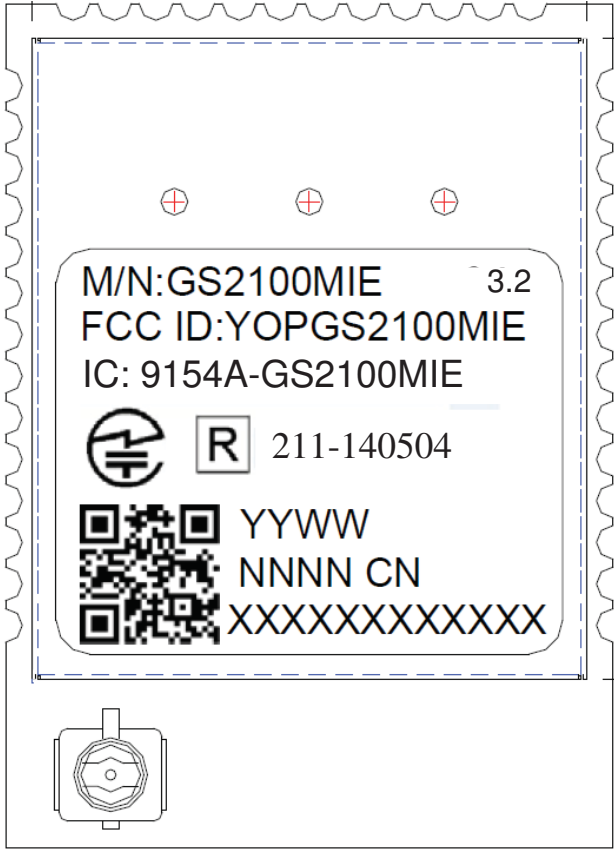 M/N:GS2100MIE 3.2
FCC ID:YOPGS2100MIE
IC: 9154A-GS2100MIE
R 211-140504
YYWW
NNNN CN
XXXXXXXXXXXX